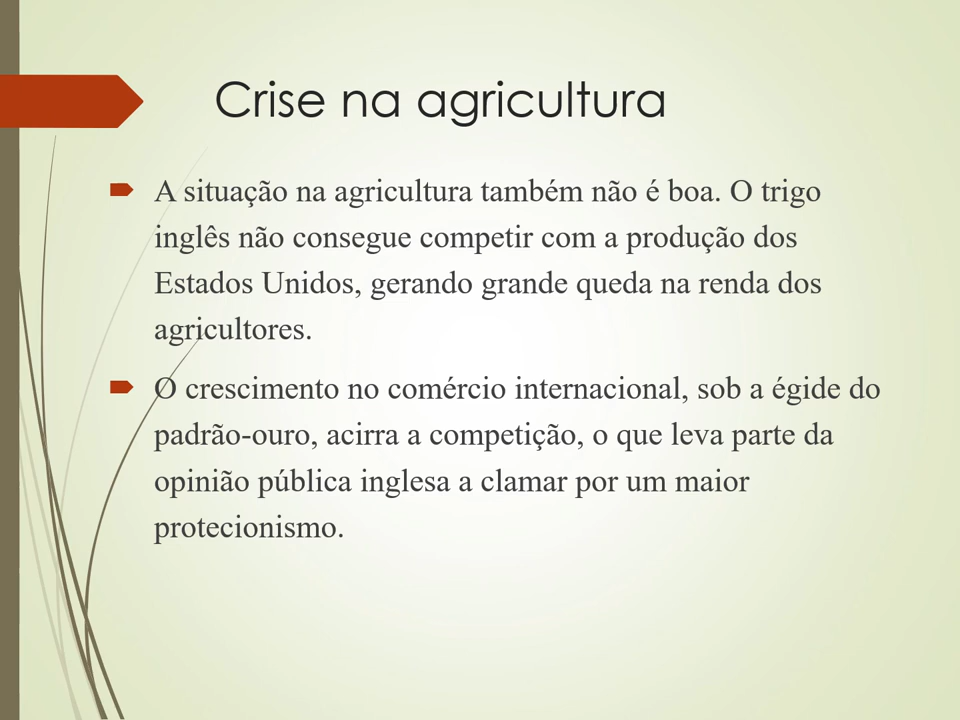 Crise na agricultura
A situação na agricultura também não é boa. O trigo
inglês não consegue competir com a produção dos
Estados Unidos, gerando grande queda na renda dos
agricultores.
O crescimento no comércio internacional, sob a égide do
padrão-ouro, acirra a competição, o que leva parte da
opinião pública inglesa a clamar por um maior
protecionismo.